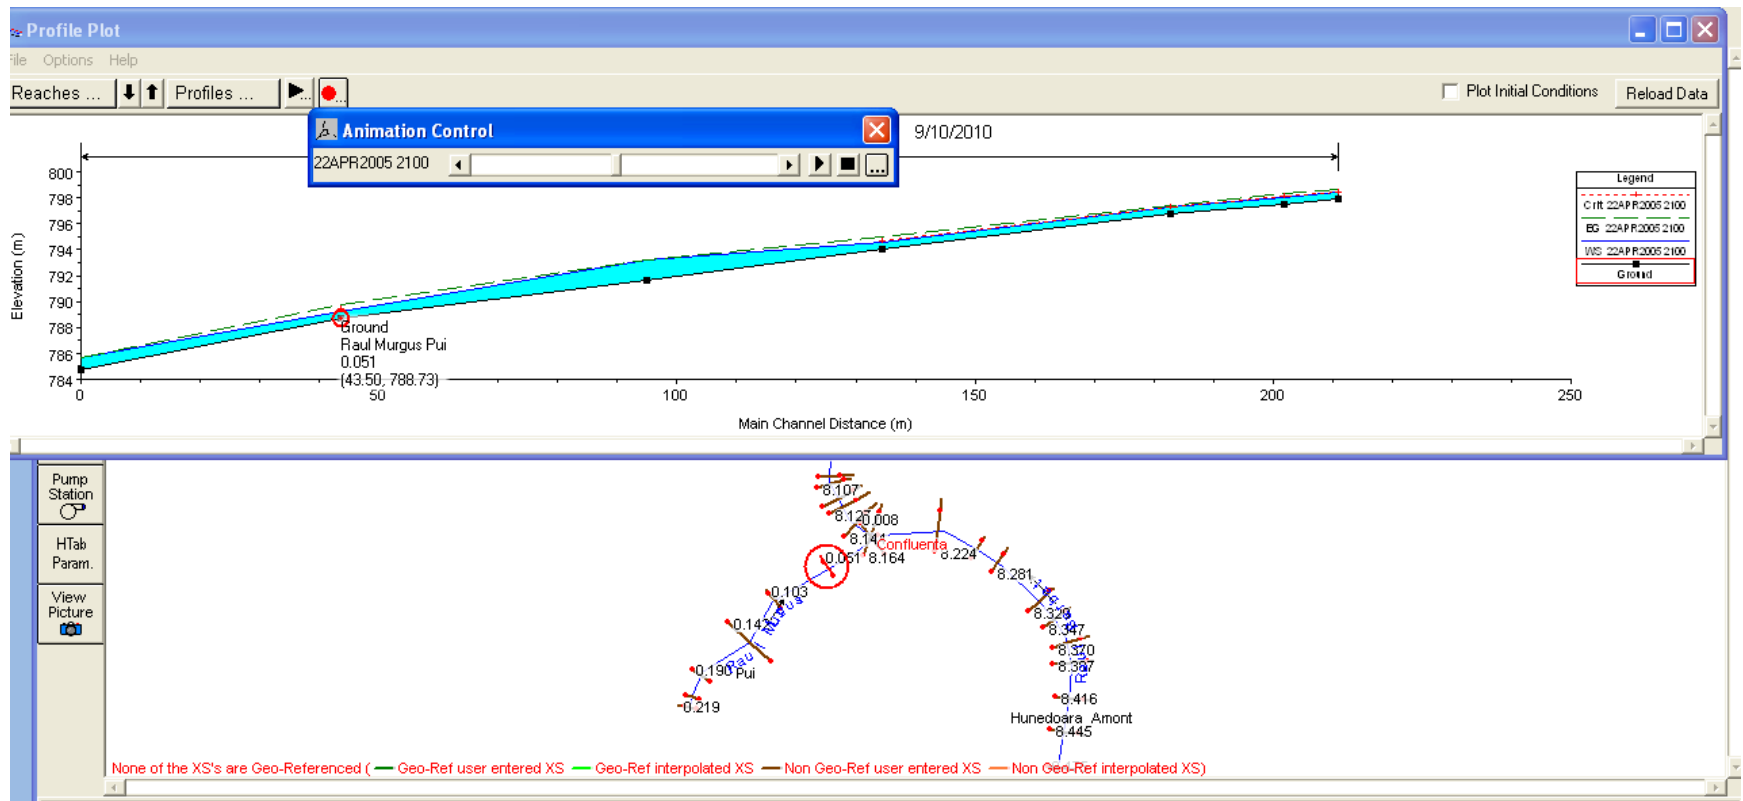 Profile Plot
File Options Help
Reaches ... Profiles ... Plot Initial Conditions Reload Data
Animation Control
22APR2005 2100
9/10/2010
Elevation (m)
800
798
796
794
792
790
788
786
784
0 50 100 150 200 250
Main Channel Distance (m)
Ground
Raul Murgus Pui
0.051
(43.50, 788.73)
Legend
Crit 22APR2005 2100
EG 22APR2005 2100
WS 22APR2005 2100
Ground
Pump
Station
HTab
Param.
View
Picture
8.107
8.127
0.008
8.144
Confluenta
0.051
8.164
8.224
8.281
0.103
8.329
8.347
0.142
Rau Murgus
8.370
8.387
0.190
Pui
8.416
0.219
Hunedoara Amont
8.445
None of the XS's are Geo-Referenced ( Geo-Ref user entered XS Geo-Ref interpolated XS Non Geo-Ref user entered XS Non Geo-Ref interpolated XS)